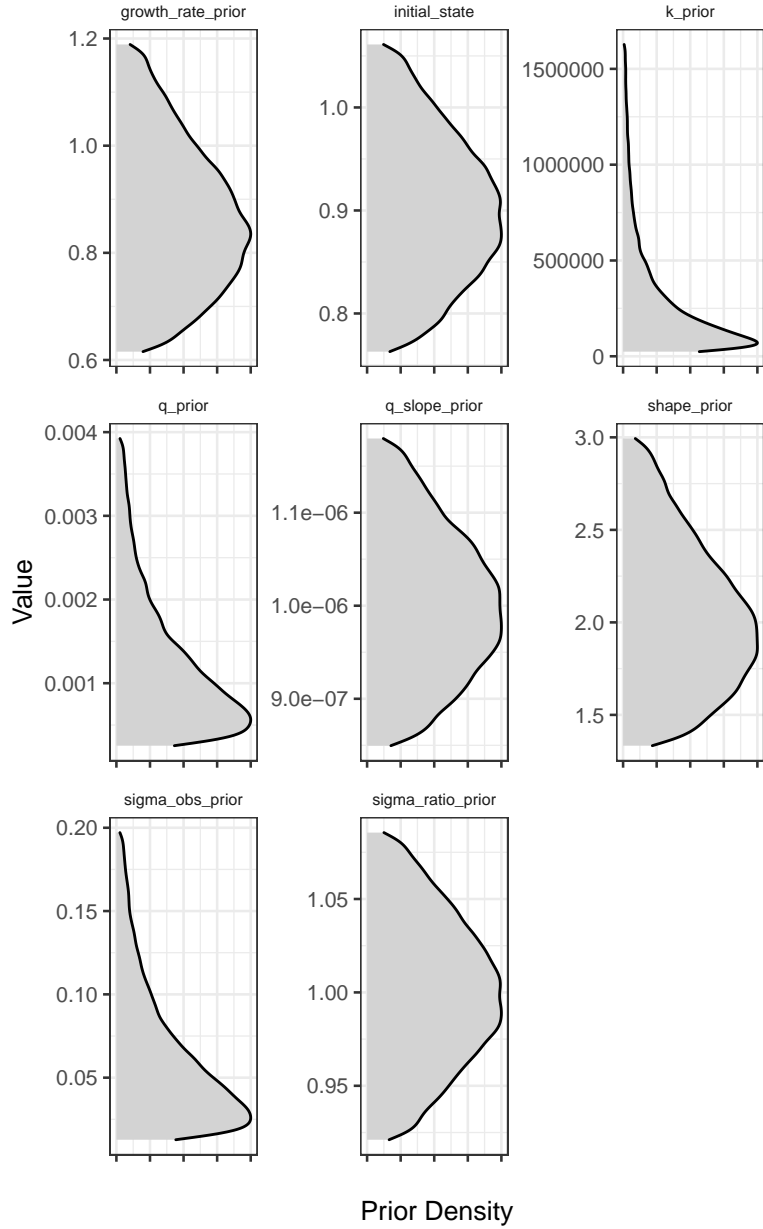 growth_rate_prior
initial_state
k_prior
1.2
1.0
0.8
0.6
1.0
0.9
0.8
1500000
1000000
500000
0
q_prior
q_slope_prior
shape_prior
0.004
0.003
0.002
0.001
1.1e-06
1.0e-06
9.0e-07
3.0
2.5
2.0
1.5
sigma_obs_prior
sigma_ratio_prior
0.20
0.15
0.10
0.05
1.05
1.00
0.95
Value
Prior Density